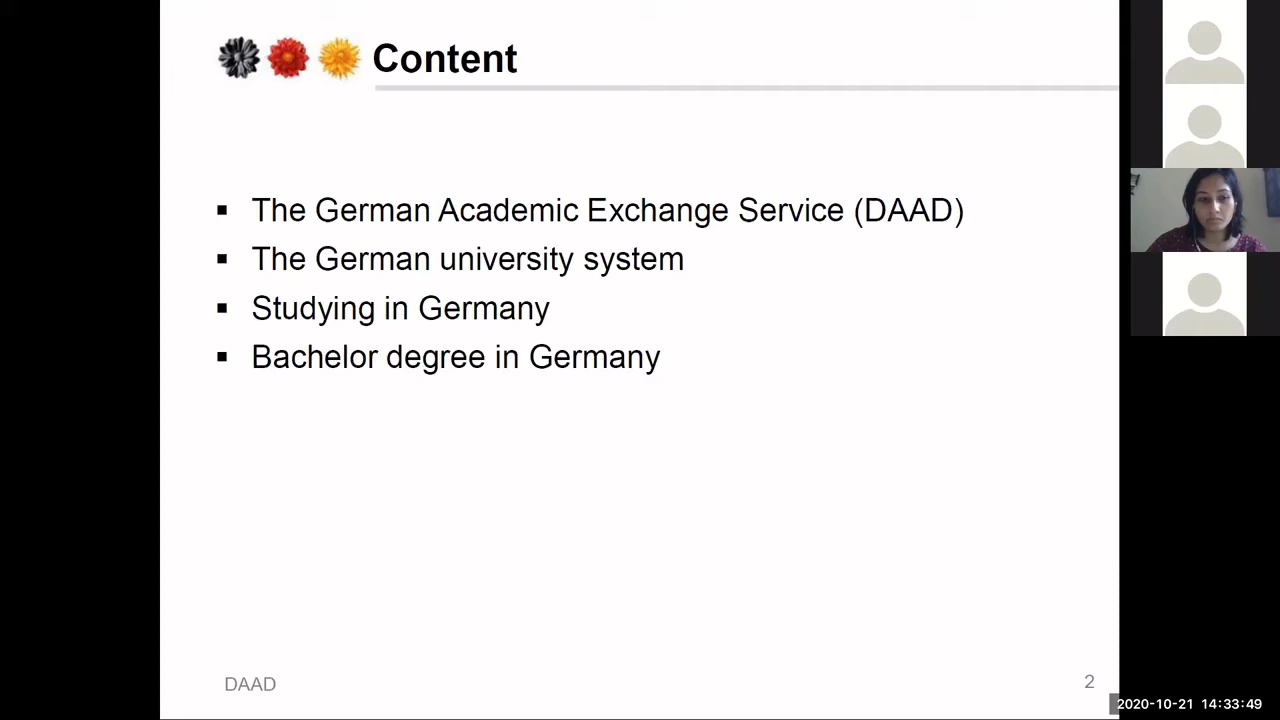 Content
▪ The German Academic Exchange Service (DAAD)
▪ The German university system
▪ Studying in Germany
▪ Bachelor degree in Germany
DAAD
2
2020-10-21 14:33:49